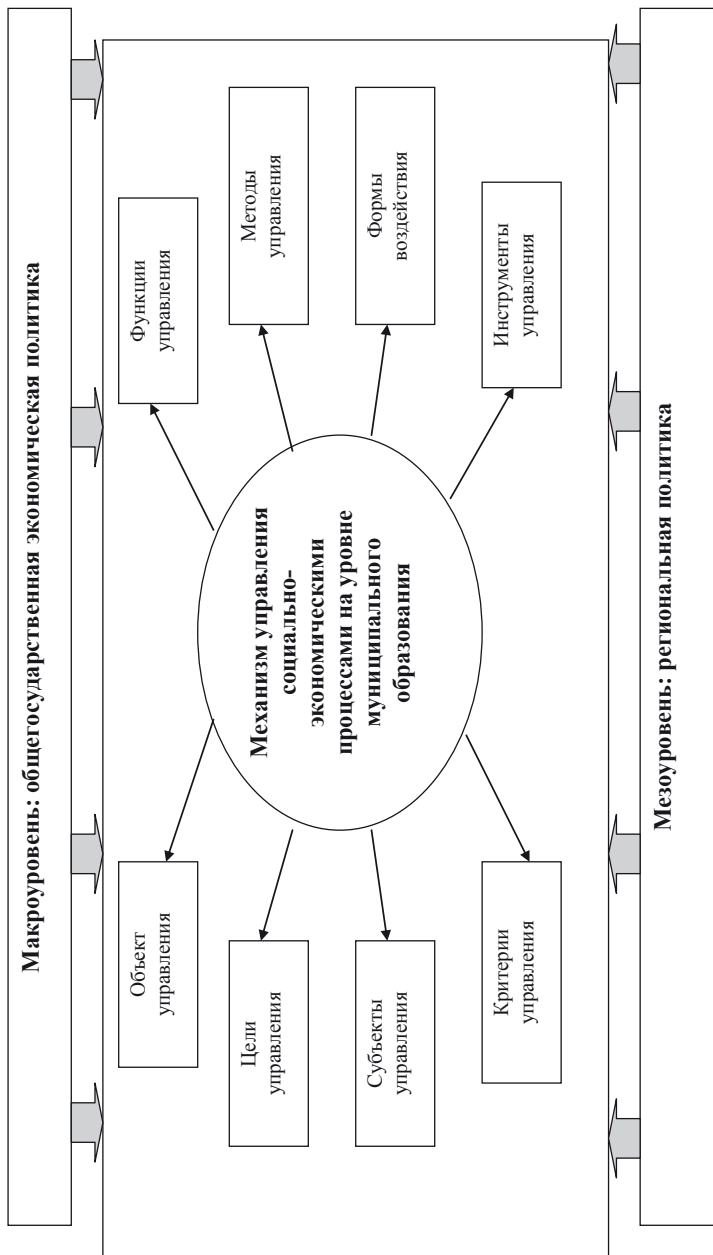 Макроуровень: общегосударственная экономическая политика
Объект
управления
Функции
управления
Цели
управления
Методы
управления
Механизм управления
социально-
экономическими
процессами на уровне
муниципального
образования
Субъекты
управления
Формы
воздействия
Критерии
управления
Инструменты
управления
Мезоуровень: региональная политика